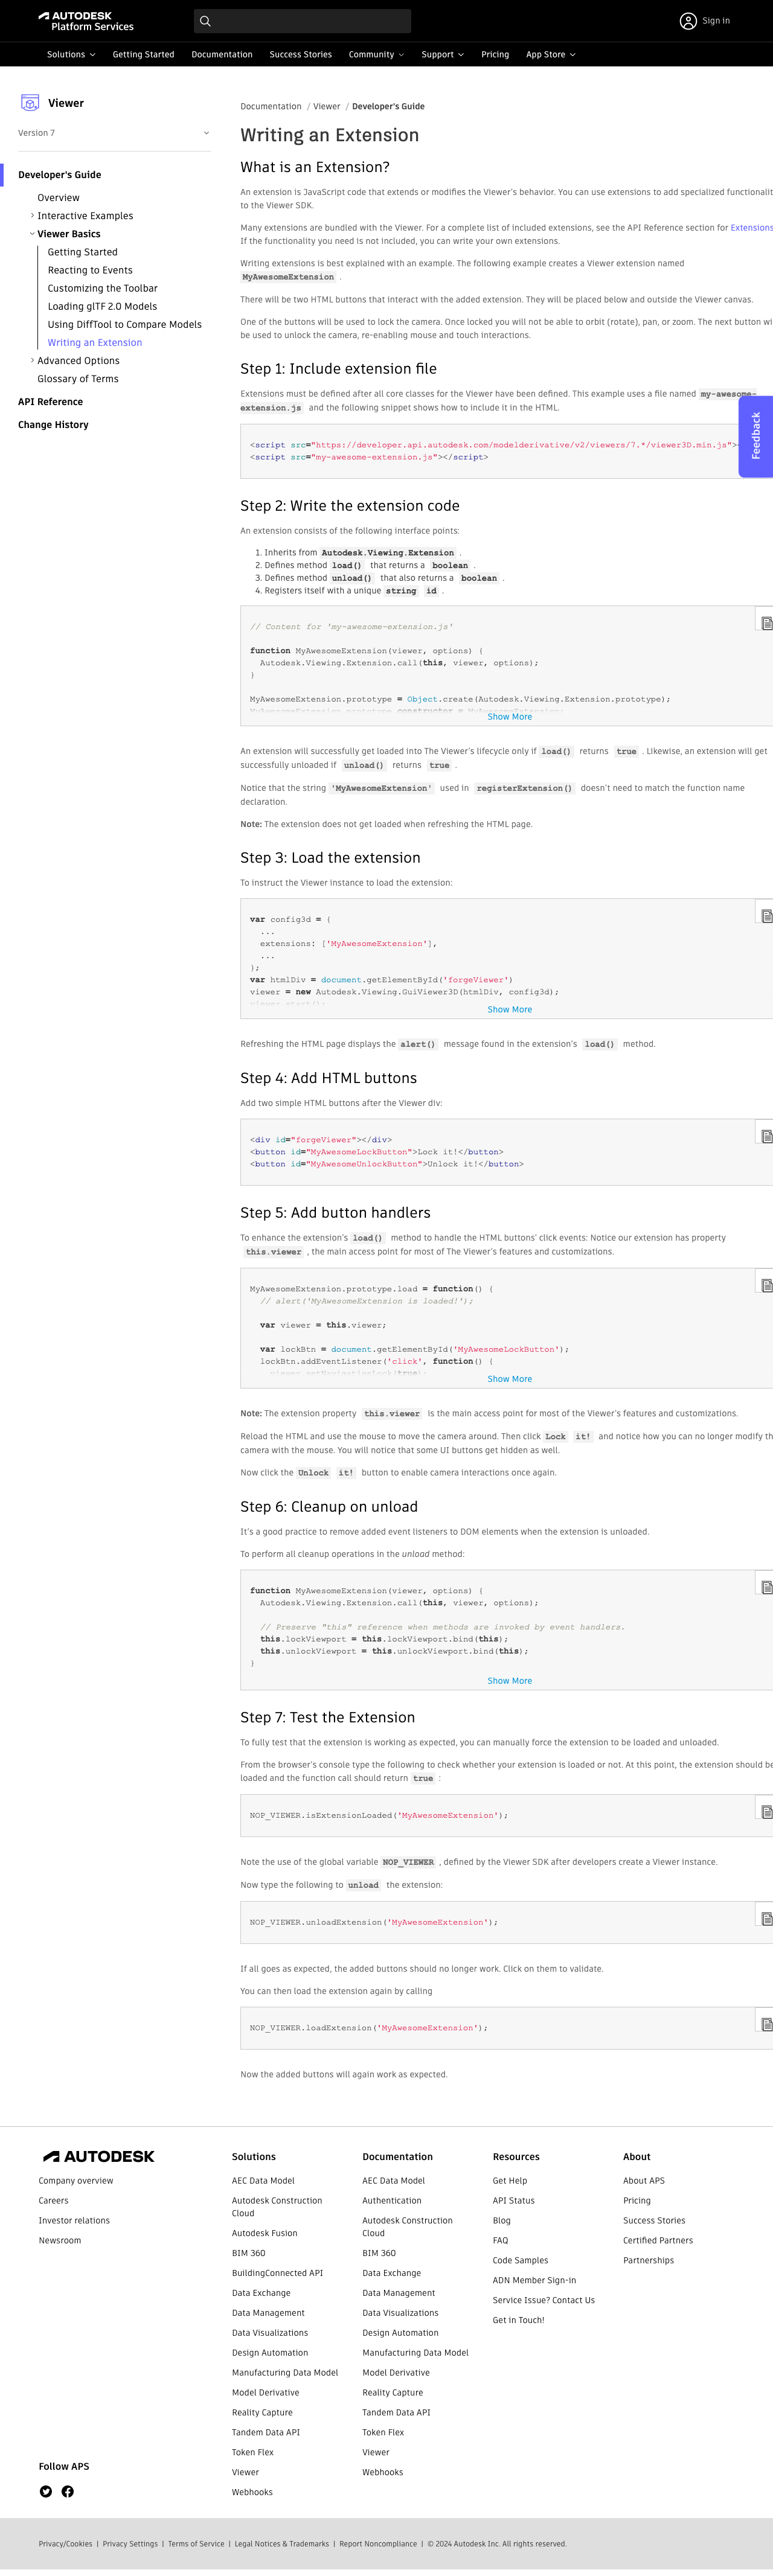 AUTODESK
Platform Services
Sign in
Solutions
Getting Started
Documentation
Success Stories
Community
Support
Pricing
App Store
Viewer
Version 7
Developer's Guide
Overview
Interactive Examples
Viewer Basics
Getting Started
Reacting to Events
Customizing the Toolbar
Loading glTF 2.0 Models
Using DiffTool to Compare Models
Writing an Extension
Advanced Options
Glossary of Terms
API Reference
Change History
Documentation / Viewer / Developer's Guide
Writing an Extension
What is an Extension?
An extension is JavaScript code that extends or modifies the Viewer's behavior. You can use extensions to add specialized functionalit
to the Viewer SDK.
Many extensions are bundled with the Viewer. For a complete list of included extensions, see the API Reference section for Extensions
If the functionality you need is not included, you can write your own extensions.
Writing extensions is best explained with an example. The following example creates a Viewer extension named
MyAwesomeExtension .
There will be two HTML buttons that interact with the added extension. They will be placed below and outside the Viewer canvas.
One of the buttons will be used to lock the camera. Once locked you will not be able to orbit (rotate), pan, or zoom. The next button wi
be used to unlock the camera, re-enabling mouse and touch interactions.
Step 1: Include extension file
Extensions must be defined after all core classes for the Viewer have been defined. This example uses a file named my-awesome-
extension.js and the following snippet shows how to include it in the HTML.
<script src="https://developer.api.autodesk.com/modelderivative/v2/viewers/7.*/viewer3D.min.js"><
<script src="my-awesome-extension.js"></script>
Feedback
Step 2: Write the extension code
An extension consists of the following interface points:
1. Inherits from Autodesk.Viewing.Extension .
2. Defines method load() that returns a boolean .
3. Defines method unload() that also returns a boolean .
4. Registers itself with a unique string id .
// Content for 'my-awesome-extension.js'
function MyAwesomeExtension(viewer, options) {
  Autodesk.Viewing.Extension.call(this, viewer, options);
}
MyAwesomeExtension.prototype = Object.create(Autodesk.Viewing.Extension.prototype);
MyAwesomeExtension.prototype.constructor = MyAwesomeExtension;
Show More
An extension will successfully get loaded into The Viewer's lifecycle only if load() returns true . Likewise, an extension will get
successfully unloaded if unload() returns true .
Notice that the string 'MyAwesomeExtension' used in registerExtension() doesn't need to match the function name
declaration.
Note: The extension does not get loaded when refreshing the HTML page.
Step 3: Load the extension
To instruct the Viewer instance to load the extension:
var config3d = {
  ...
  extensions: ['MyAwesomeExtension'],
  ...
};
var htmlDiv = document.getElementById('forgeViewer')
viewer = new Autodesk.Viewing.GuiViewer3D(htmlDiv, config3d);
viewer.start();
Show More
Refreshing the HTML page displays the alert() message found in the extension's load() method.
Step 4: Add HTML buttons
Add two simple HTML buttons after the Viewer div:
<div id="forgeViewer"></div>
<button id="MyAwesomeLockButton">Lock it!</button>
<button id="MyAwesomeUnlockButton">Unlock it!</button>
Step 5: Add button handlers
To enhance the extension's load() method to handle the HTML buttons' click events: Notice our extension has property
this.viewer , the main access point for most of The Viewer's features and customizations.
MyAwesomeExtension.prototype.load = function() {
  // alert('MyAwesomeExtension is loaded!');
  var viewer = this.viewer;
  var lockBtn = document.getElementById('MyAwesomeLockButton');
  lockBtn.addEventListener('click', function() {
    viewer.setNavigationLock(true);
Show More
Note: The extension property this.viewer is the main access point for most of the Viewer's features and customizations.
Reload the HTML and use the mouse to move the camera around. Then click Lock it! and notice how you can no longer modify th
camera with the mouse. You will notice that some UI buttons get hidden as well.
Now click the Unlock it! button to enable camera interactions once again.
Step 6: Cleanup on unload
It's a good practice to remove added event listeners to DOM elements when the extension is unloaded.
To perform all cleanup operations in the unload method:
function MyAwesomeExtension(viewer, options) {
  Autodesk.Viewing.Extension.call(this, viewer, options);
  // Preserve "this" reference when methods are invoked by event handlers.
  this.lockViewport = this.lockViewport.bind(this);
  this.unlockViewport = this.unlockViewport.bind(this);
}
Show More
Step 7: Test the Extension
To fully test that the extension is working as expected, you can manually force the extension to be loaded and unloaded.
From the browser's console type the following to check whether your extension is loaded or not. At this point, the extension should be
loaded and the function call should return true :
NOP_VIEWER.isExtensionLoaded('MyAwesomeExtension');
Note the use of the global variable NOP_VIEWER , defined by the Viewer SDK after developers create a Viewer instance.
Now type the following to unload the extension:
NOP_VIEWER.unloadExtension('MyAwesomeExtension');
If all goes as expected, the added buttons should no longer work. Click on them to validate.
You can then load the extension again by calling
NOP_VIEWER.loadExtension('MyAwesomeExtension');
Now the added buttons will again work as expected.
AUTODESK
Company overview
Careers
Investor relations
Newsroom
Follow APS
Solutions
AEC Data Model
Autodesk Construction
Cloud
Autodesk Fusion
BIM 360
BuildingConnected API
Data Exchange
Data Management
Data Visualizations
Design Automation
Manufacturing Data Model
Model Derivative
Reality Capture
Tandem Data API
Token Flex
Viewer
Webhooks
Documentation
AEC Data Model
Authentication
Autodesk Construction
Cloud
BIM 360
Data Exchange
Data Management
Data Visualizations
Design Automation
Manufacturing Data Model
Model Derivative
Reality Capture
Tandem Data API
Token Flex
Viewer
Webhooks
Resources
Get Help
API Status
Blog
FAQ
Code Samples
ADN Member Sign-in
Service Issue? Contact Us
Get in Touch!
About
About APS
Pricing
Success Stories
Certified Partners
Partnerships
Privacy/Cookies | Privacy Settings | Terms of Service | Legal Notices & Trademarks | Report Noncompliance | © 2024 Autodesk Inc. All rights reserved.